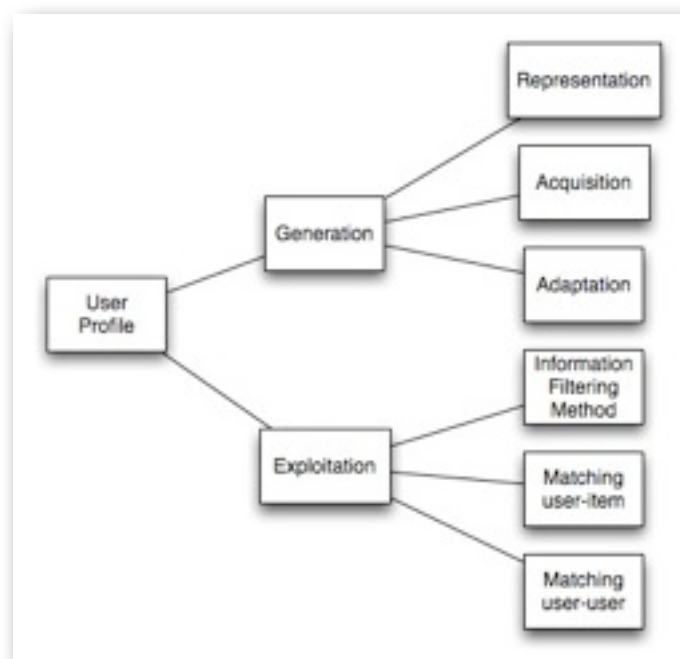 Representation
Acquisition
Generation
Adaptation
User
Profile
Information
Filtering
Method
Exploitation
Matching
user-item
Matching
user-user